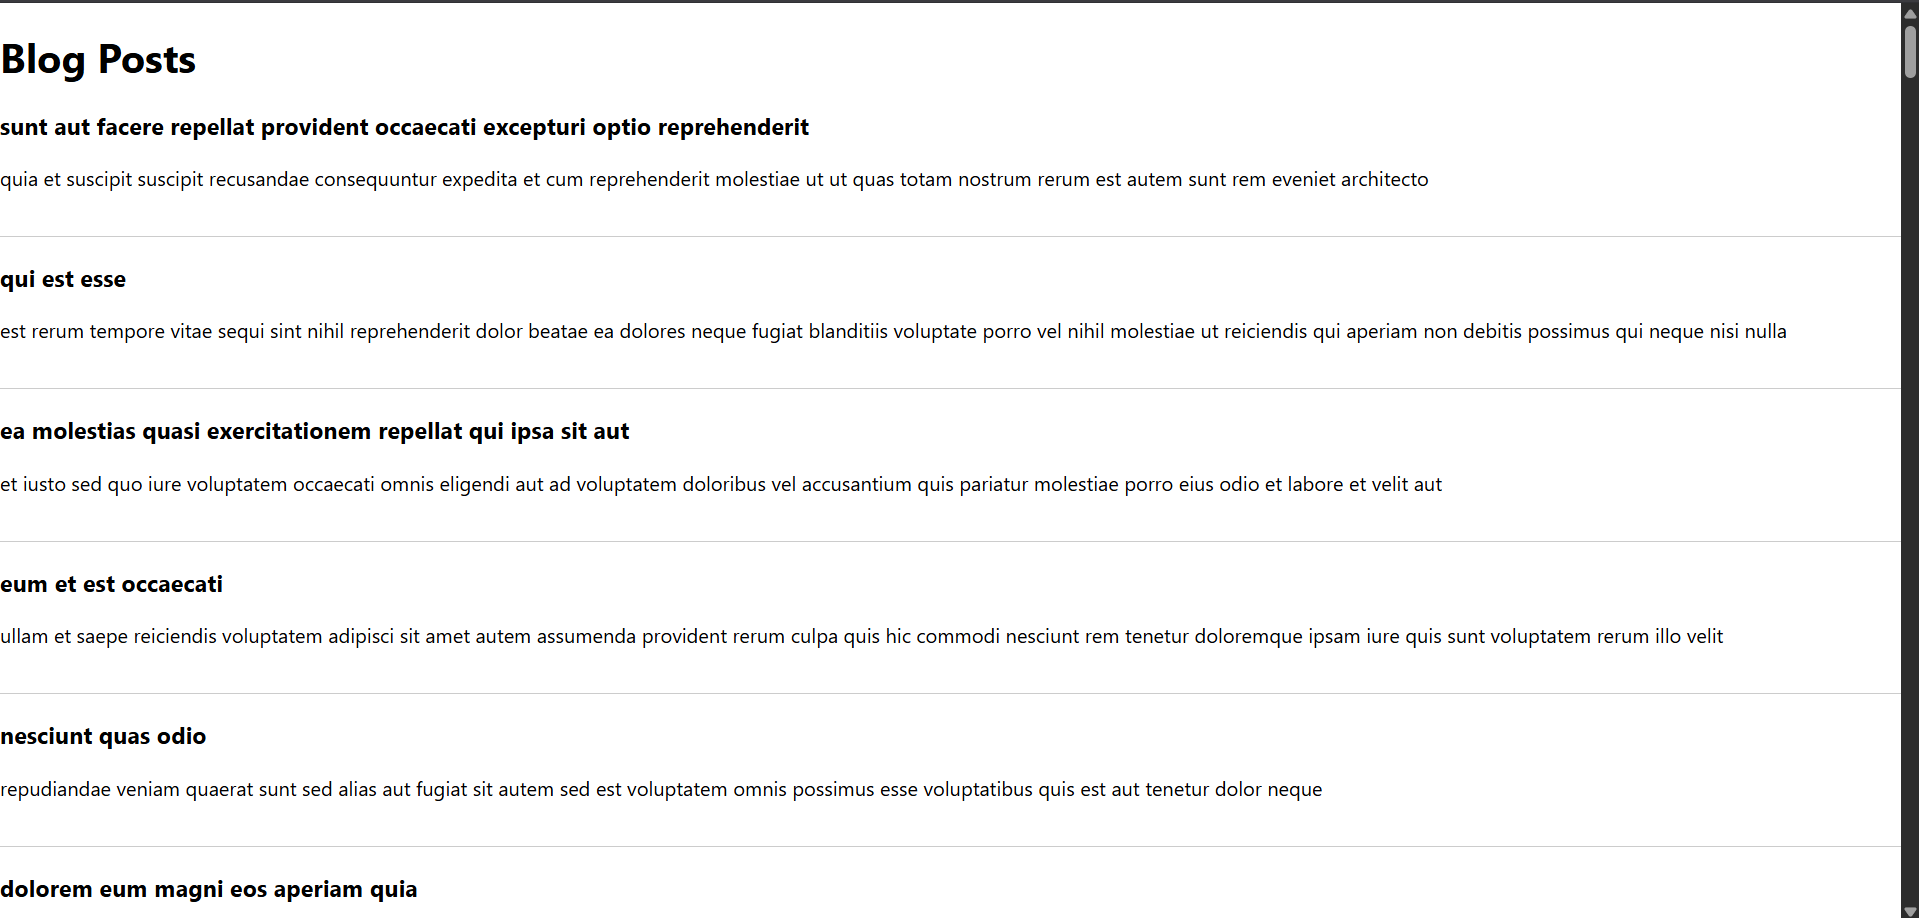 Blog Posts
sunt aut facere repellat provident occaecati excepturi optio reprehenderit
quia et suscipit suscipit recusandae consequuntur expedita et cum reprehenderit molestiae ut ut quas totam nostrum rerum est autem sunt rem eveniet architecto
qui est esse
est rerum tempore vitae sequi sint nihil reprehenderit dolor beatae ea dolores neque fugiat blanditiis voluptate porro vel nihil molestiae ut reiciendis qui aperiam non debitis possimus qui neque nisi nulla
ea molestias quasi exercitationem repellat qui ipsa sit aut
et iusto sed quo iure voluptatem occaecati omnis eligendi aut ad voluptatem doloribus vel accusantium quis pariatur molestiae porro eius odio et labore et velit aut
eum et est occaecati
ullam et saepe reiciendis voluptatem adipisci sit amet autem assumenda provident rerum culpa quis hic commodi nesciunt rem tenetur doloremque ipsam iure quis sunt voluptatem rerum illo velit
nesciunt quas odio
repudiandae veniam quaerat sunt sed alias aut fugiat sit autem sed est voluptatem omnis possimus esse voluptatibus quis est aut tenetur dolor neque
dolorem eum magni eos aperiam quia